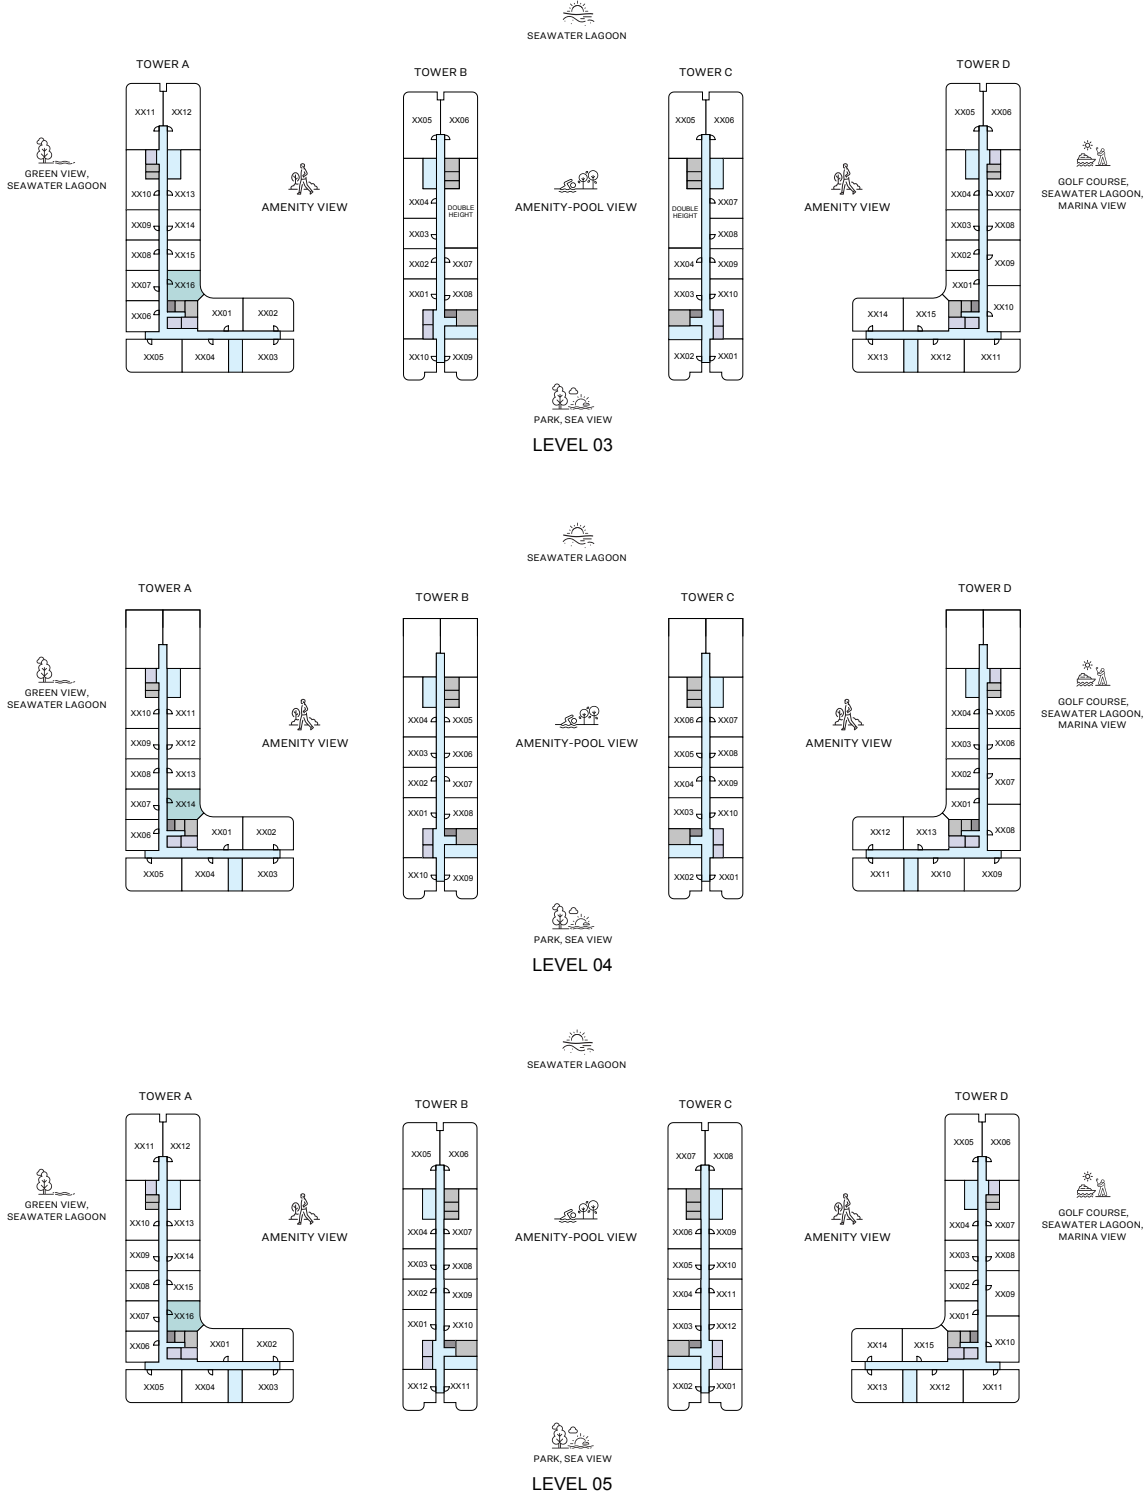 SEAWATER LAGOON
TOWER A
TOWER B
TOWER C
TOWER D
XX11 XX12
XX05 XX06
XX05 XX06
XX05 XX06
GREEN VIEW,
SEAWATER LAGOON
AMENITY VIEW
AMENITY-POOL VIEW
AMENITY VIEW
GOLF COURSE,
SEAWATER LAGOON,
MARINA VIEW
XX10 XX13
XX04
DOUBLE
HEIGHT
DOUBLE
HEIGHT
XX07
XX04 XX07
XX09 XX14
XX03
XX08
XX03 XX08
XX08 XX15
XX02 XX07
XX04 XX09
XX02 XX09
XX07 XX16
XX01 XX08
XX03 XX10
XX01 XX10
XX06 XX01 XX02
XX14 XX15
XX05 XX04 XX03
XX10 XX09
XX02 XX01
XX13 XX12 XX11
PARK, SEA VIEW
LEVEL 03
SEAWATER LAGOON
TOWER A
TOWER B
TOWER C
TOWER D
GREEN VIEW,
SEAWATER LAGOON
AMENITY VIEW
AMENITY-POOL VIEW
AMENITY VIEW
GOLF COURSE,
SEAWATER LAGOON,
MARINA VIEW
XX10 XX11
XX04 XX05
XX06 XX07
XX04 XX05
XX09 XX12
XX03 XX06
XX05 XX08
XX03 XX06
XX08 XX13
XX02 XX07
XX04 XX09
XX02 XX07
XX07 XX14
XX01 XX08
XX03 XX10
XX01 XX08
XX06 XX01 XX02
XX12 XX13
XX05 XX04 XX03
XX10 XX09
XX02 XX01
XX11 XX10 XX09
PARK, SEA VIEW
LEVEL 04
SEAWATER LAGOON
TOWER A
TOWER B
TOWER C
TOWER D
XX11 XX12
XX05 XX06
XX07 XX08
XX05 XX06
GREEN VIEW,
SEAWATER LAGOON
AMENITY VIEW
AMENITY-POOL VIEW
AMENITY VIEW
GOLF COURSE,
SEAWATER LAGOON,
MARINA VIEW
XX10 XX13
XX04 XX07
XX06 XX09
XX04 XX07
XX09 XX14
XX03 XX08
XX05 XX10
XX03 XX08
XX08 XX15
XX02 XX09
XX04 XX11
XX02 XX09
XX07 XX16
XX01 XX10
XX03 XX12
XX01 XX10
XX06 XX01 XX02
XX14 XX15
XX05 XX04 XX03
XX12 XX11
XX02 XX01
XX13 XX12 XX11
PARK, SEA VIEW
LEVEL 05